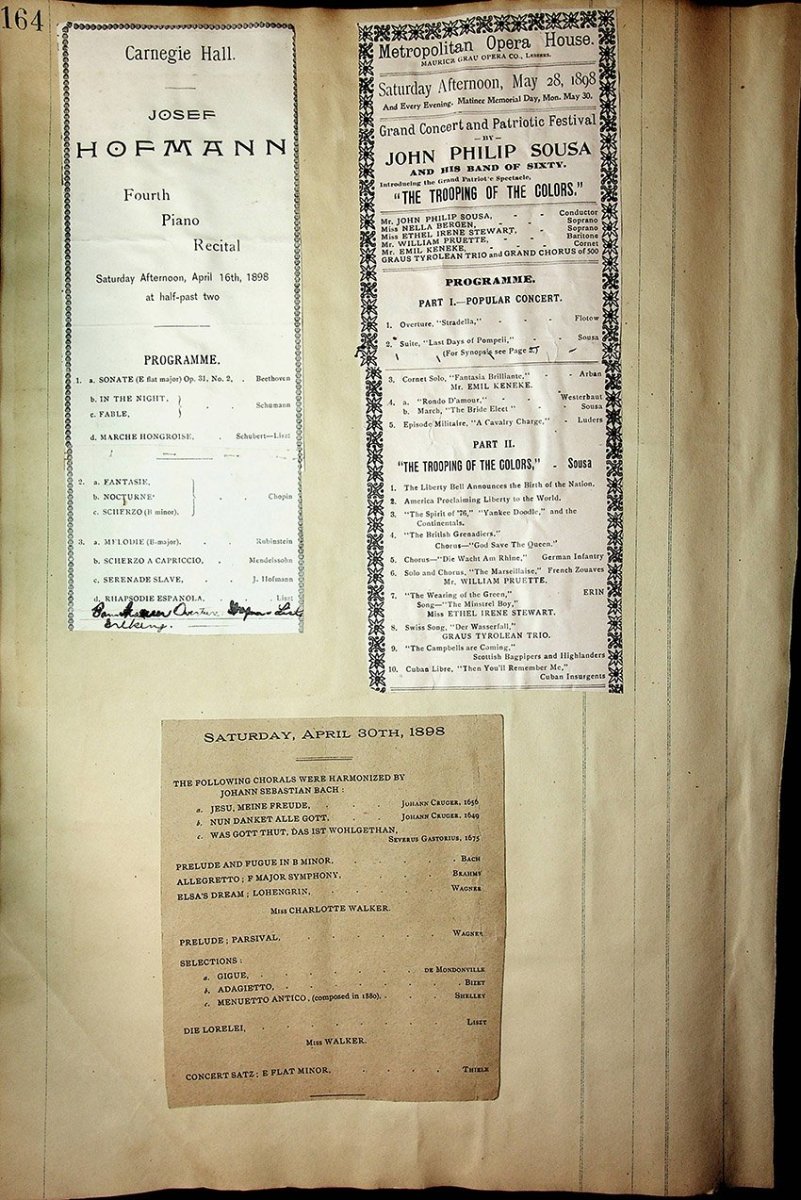 164
Carnegie Hall.
JOSEF
HOFMANN
Fourth
Piano
Recital
Saturday Afternoon, April 16th, 1898
at half-past two
PROGRAMME.
1. a. SONATE (E flat major) Op. 31, No. 2, . Beethoven
b. IN THE NIGHT, }
c. FABLE, } . . Schumann
d. MARCHE HONGROISE, . Schubert—Liszt
2. a. FANTASIE,
b. NOCTURNE . . Chopin
c. SCHERZO (B minor),
3. a. MELODIE (B-major). . . Rubinstein
b. SCHERZO A CAPRICCIO, . Mendelssohn
c. SERENADE SLAVE, . . J. Hofmann
d. RHAPSODIE ESPANOLA, . . Liszt
Overture Wagner Liszt
Erlking.
Metropolitan Opera House.
MAURICE GRAU OPERA CO., Lessees.
Saturday Afternoon, May 28, 1898
And Every Evening. Matinee Memorial Day, Mon. May 30.
Grand Concert and Patriotic Festival
— BY —
JOHN PHILIP SOUSA
AND HIS BAND OF SIXTY.
Introducing the Grand Patriotic Spectacle,
"THE TROOPING OF THE COLORS."
Mr. JOHN PHILIP SOUSA, - - Conductor
Miss NELLA BERGEN, - - Soprano
Miss ETHEL IRENE STEWART, - Soprano
Mr. WILLIAM PRUETTE, - - Baritone
Mr. EMIL KENEKE, - - Cornet
GRAUS TYROLEAN TRIO and GRAND CHORUS of 500
PROGRAMME.
PART I.—POPULAR CONCERT.
1. Overture, "Stradella," - - Flotow
2. Suite, "Last Days of Pompeii," - - Sousa
(For Synopsis see Page
3. Cornet Solo, "Fantasia Brilliante," - - Arban
Mr. EMIL KENEKE.
4. a. "Rondo D'amour," - - Westerhaut
b. March, "The Bride Elect" - Sousa
5. Episode Militaire, "A Cavalry Charge," - Luders
PART II.
"THE TROOPING OF THE COLORS," - Sousa
1. The Liberty Bell Announces the Birth of the Nation.
2. America Proclaiming Liberty to the World.
3. "The Spirit of '76," "Yankee Doodle," and the
Continentals.
4. "The British Grenadiers."
Chorus—"God Save The Queen."
5. Chorus—"Die Wacht Am Rhine," German Infantry
6. Solo and Chorus, "The Marseillaise," French Zouaves
Mr. WILLIAM PRUETTE.
7. "The Wearing of the Green," ERIN
Song—"The Minstrel Boy,"
Miss ETHEL IRENE STEWART.
8. Swiss Song, "Der Wasserfall,"
GRAUS TYROLEAN TRIO.
9. "The Campbells are Coming,"
Scottish Bagpipers and Highlanders
10. Cuban Libre, "Then You'll Remember Me,"
Cuban Insurgents
SATURDAY, APRIL 30TH, 1898
THE FOLLOWING CHORALS WERE HARMONIZED BY
JOHANN SEBASTIAN BACH :
a. JESU, MEINE FREUDE, . . . JOHANN CRUGER, 1656
b. NUN DANKET ALLE GOTT, . . JOHANN CRUGER, 1649
c. WAS GOTT THUT, DAS IST WOHLGETHAN,
SEVERUS GASTORIUS, 1675
PRELUDE AND FUGUE IN B MINOR, . . . . . BACH
ALLEGRETTO ; F MAJOR SYMPHONY, . . . . BRAHMS
ELSA'S DREAM ; LOHENGRIN, . . . . . WAGNER
MISS CHARLOTTE WALKER.
PRELUDE ; PARSIVAL, . . . . . . WAGNER
SELECTIONS :
a. GIGUE, . . . . . . DE MONDONVILLE
b. ADAGIETTO, . . . . . . . BIZET
c. MENUETTO ANTICO, (composed in 1880), . . SHELLEY
DIE LORELEI, . . . . . . . LISZT
MISS WALKER.
CONCERT SATZ ; E FLAT MINOR, . . . . THIELE